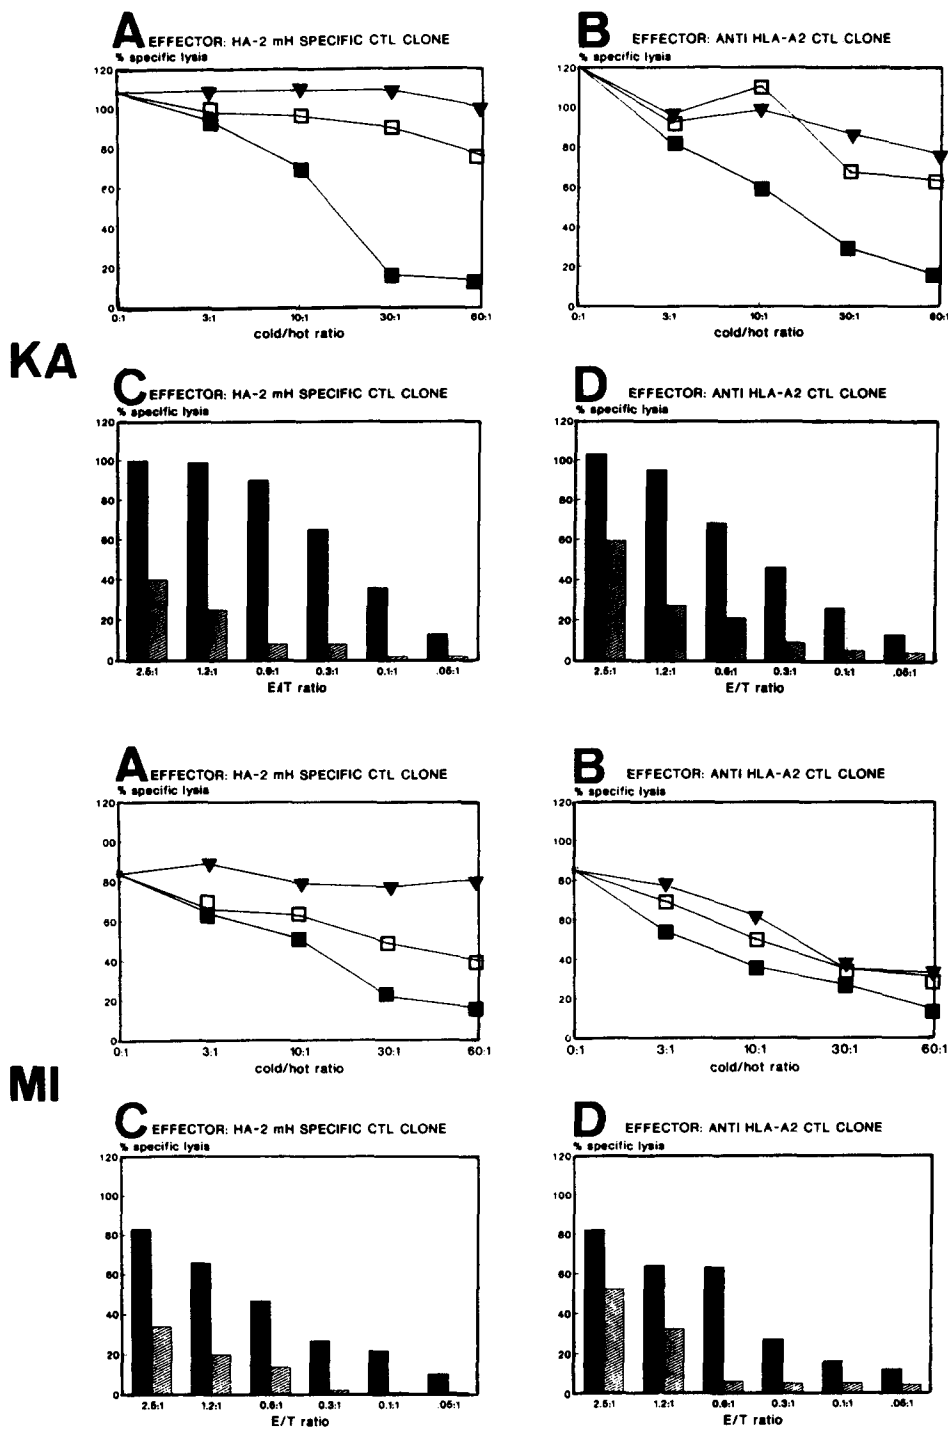 A EFFECTOR: HA-2 mH SPECIFIC CTL CLONE
% specific lysis
120
100
80
60
40
20
0
0:1 3:1 10:1 30:1 60:1
cold/hot ratio
B EFFECTOR: ANTI HLA-A2 CTL CLONE
% specific lysis
120
100
80
60
40
20
0
0:1 3:1 10:1 30:1 60:1
cold/hot ratio
KA
C EFFECTOR: HA-2 mH SPECIFIC CTL CLONE
% specific lysis
120
100
80
60
40
20
0
2.5:1 1.2:1 0.6:1 0.3:1 0.1:1 .05:1
E/T ratio
D EFFECTOR: ANTI HLA-A2 CTL CLONE
% specific lysis
120
100
80
60
40
20
0
2.5:1 1.2:1 0.6:1 0.3:1 0.1:1 .05:1
E/T ratio
A EFFECTOR: HA-2 mH SPECIFIC CTL CLONE
% specific lysis
120
00
80
60
40
20
0
0:1 3:1 10:1 30:1 60:1
cold/hot ratio
B EFFECTOR: ANTI HLA-A2 CTL CLONE
% specific lysis
120
100
80
60
40
20
0
0:1 3:1 10:1 30:1 60:1
cold/hot ratio
MI
C EFFECTOR: HA-2 mH SPECIFIC CTL CLONE
% specific lysis
120
100
80
60
40
20
0
2.5:1 1.2:1 0.6:1 0.3:1 0.1:1 .05:1
E/T ratio
D EFFECTOR: ANTI HLA-A2 CTL CLONE
% specific lysis
120
100
80
60
40
20
0
2.5:1 1.2:1 0.6:1 0.3:1 0.1:1 .05:1
E/T ratio